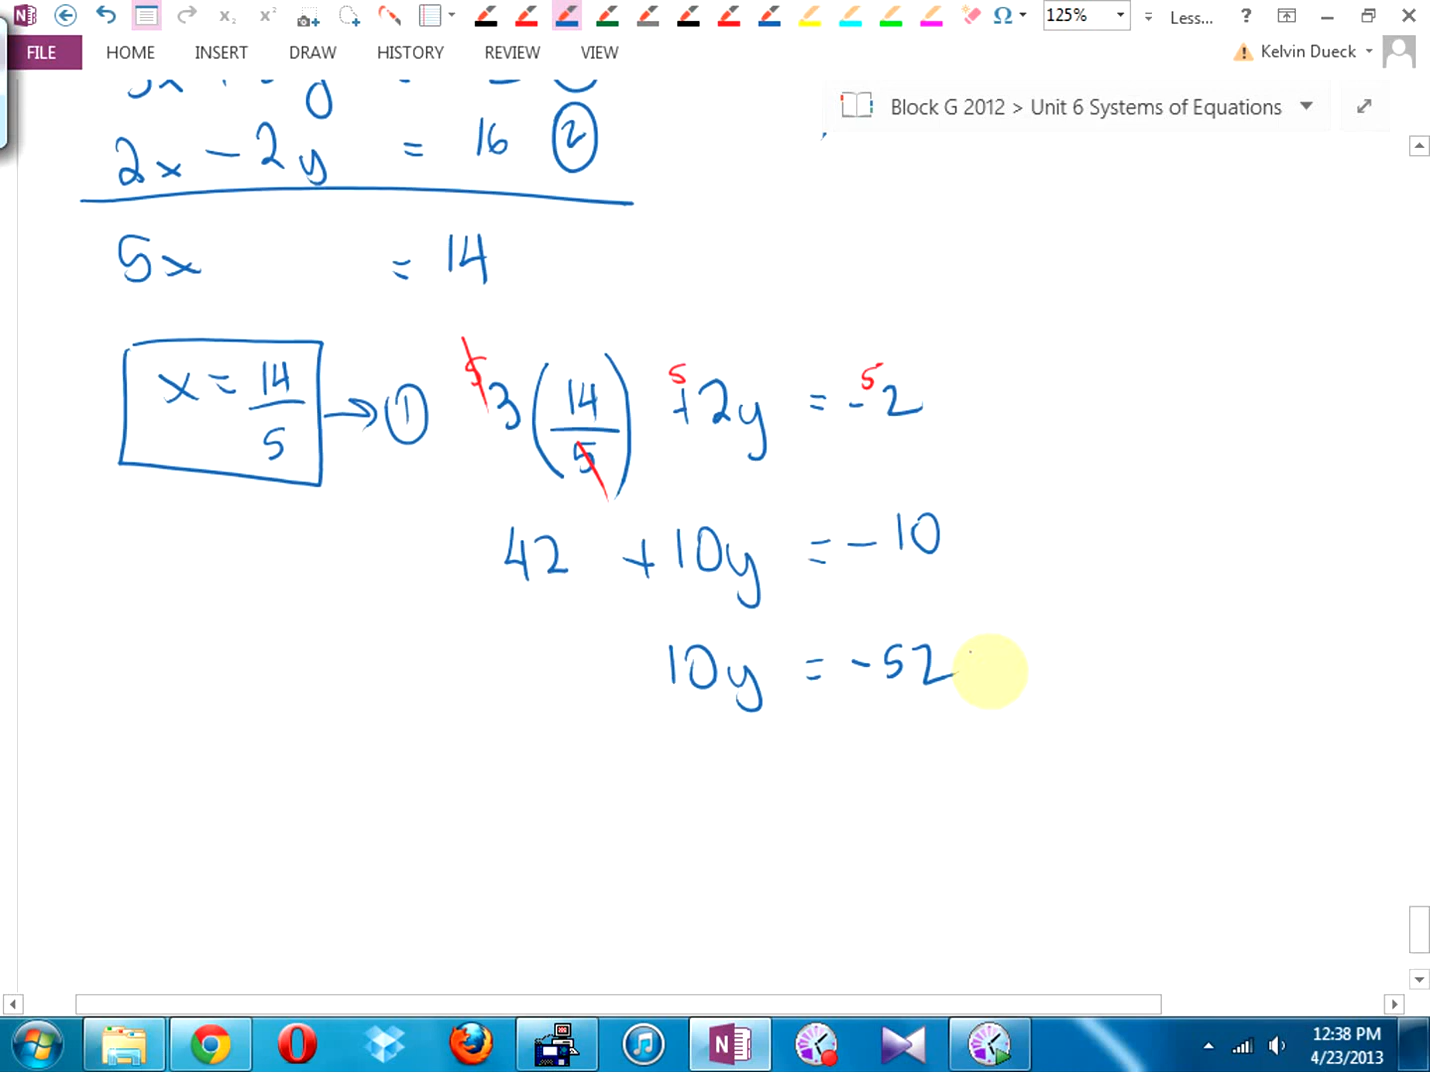 125%
Less...
?
FILE HOME INSERT DRAW HISTORY REVIEW VIEW
Kelvin Dueck
Block G 2012 > Unit 6 Systems of Equations
2x - 2y = 16 ②
5x = 14
x = 14/5 → ① 5 3(14/5) 5 +2y = 5 -2
42 + 10y = -10
10y = -52
12:38 PM
4/23/2013